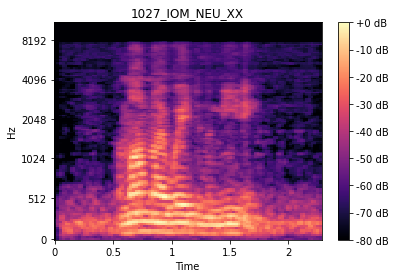 1027_IOM_NEU_XX
+0 dB
8192
-10 dB
4096
-20 dB
-30 dB
2048
-40 dB
Hz
1024
-50 dB
-60 dB
512
-70 dB
0
-80 dB
0 0.5 1 1.5 2
Time